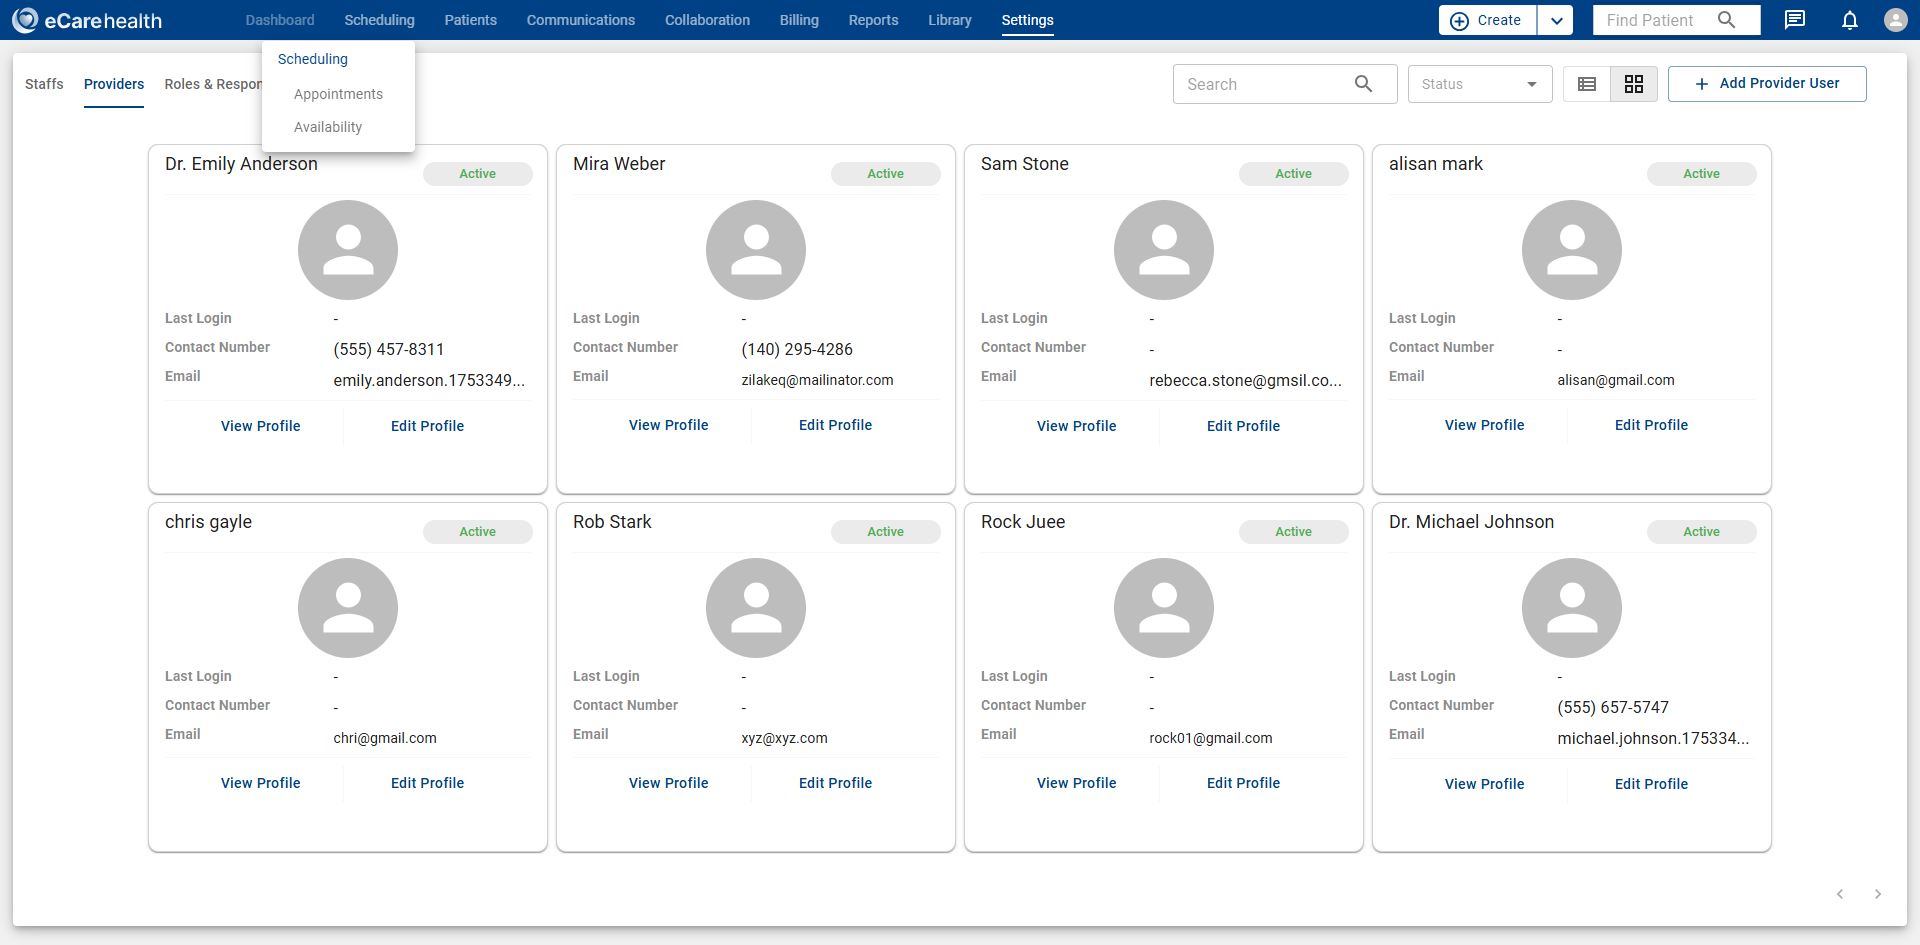 eCarehealth
Dashboard Scheduling Patients Communications Collaboration Billing Reports Library Settings Create Find Patient
Scheduling
Appointments
Availability
Staffs Providers Roles & Respon Search Status Add Provider User
Dr. Emily Anderson Active
Last Login -
Contact Number (555) 457-8311
Email emily.anderson.1753349...
View Profile Edit Profile
Mira Weber Active
Last Login -
Contact Number (140) 295-4286
Email zilakeq@mailinator.com
View Profile Edit Profile
Sam Stone Active
Last Login -
Contact Number -
Email rebecca.stone@gmsil.co...
View Profile Edit Profile
alisan mark Active
Last Login -
Contact Number -
Email alisan@gmail.com
View Profile Edit Profile
chris gayle Active
Last Login -
Contact Number -
Email chri@gmail.com
View Profile Edit Profile
Rob Stark Active
Last Login -
Contact Number -
Email xyz@xyz.com
View Profile Edit Profile
Rock Juee Active
Last Login -
Contact Number -
Email rock01@gmail.com
View Profile Edit Profile
Dr. Michael Johnson Active
Last Login -
Contact Number (555) 657-5747
Email michael.johnson.175334...
View Profile Edit Profile